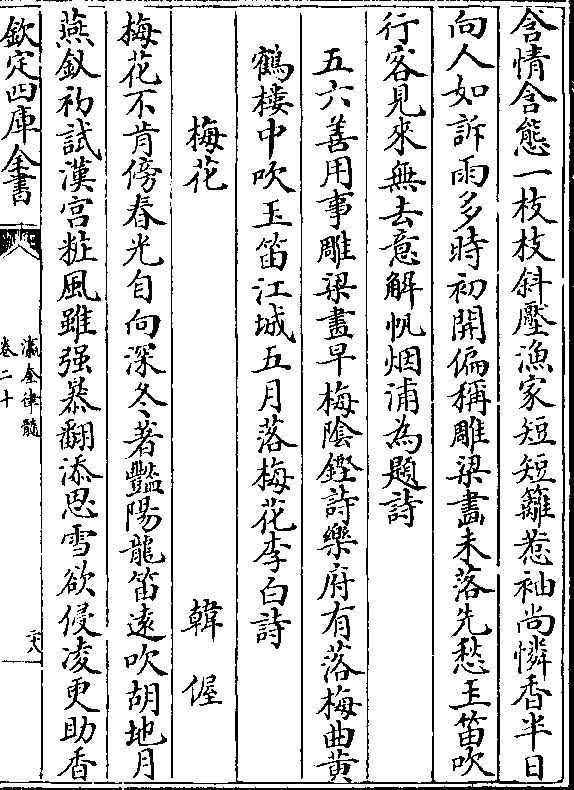 含情含態一枝枝斜壓漁家短短籬惹袖尚憐香半日
向人如訴雨多時初開偏稱雕梁畫未落先愁玉笛吹
行客見來無去意解帆烟浦為題詩
五六善用事雕梁畫早梅陰鏗詩樂府有落梅曲黄
鶴樓中吹玉笛江城五月落梅花李白詩
梅花 韓偓
梅花不肯傍春光自向深冬著豔陽龍笛逺吹胡地月
燕釵初試漢宫粧風雖强暴翻添思雪欲侵凌更助香
欽定四庫全書
瀛奎律髓
卷二十
二十八